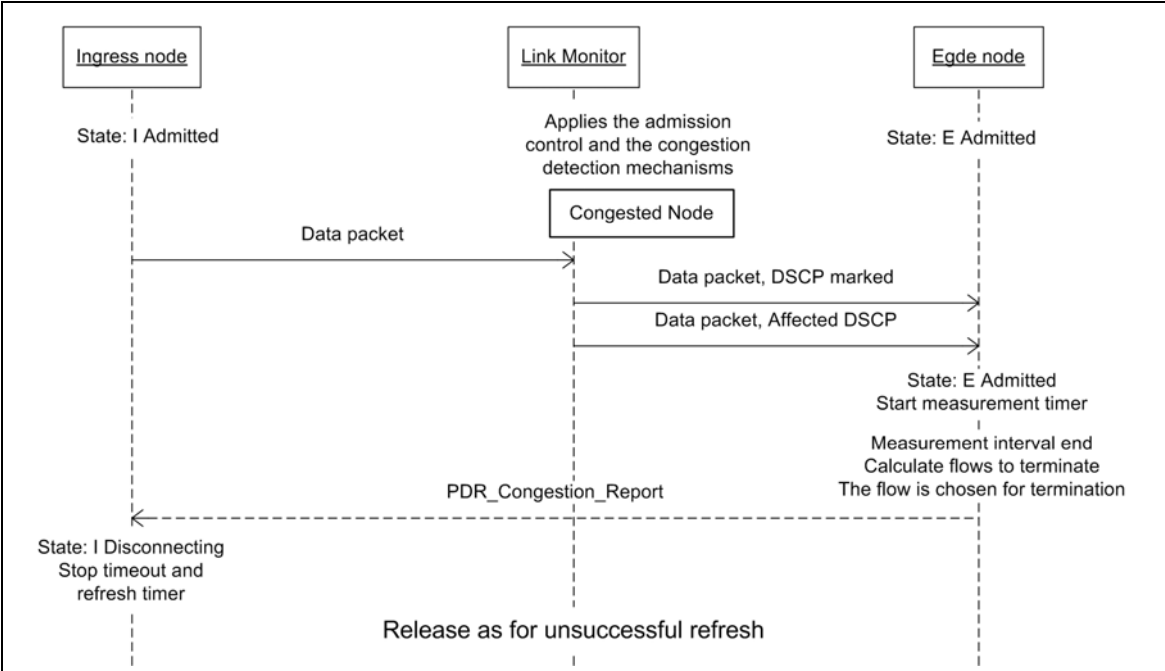 Ingress node
Link Monitor
Egde node
State: I Admitted
Applies the admission
control and the congestion
detection mechanisms
State: E Admitted
Congested Node
Data packet
Data packet, DSCP marked
Data packet, Affected DSCP
State: E Admitted
Start measurement timer
Measurement interval end
Calculate flows to terminate
The flow is chosen for termination
PDR_Congestion_Report
State: I Disconnecting
Stop timeout and
refresh timer
Release as for unsuccessful refresh